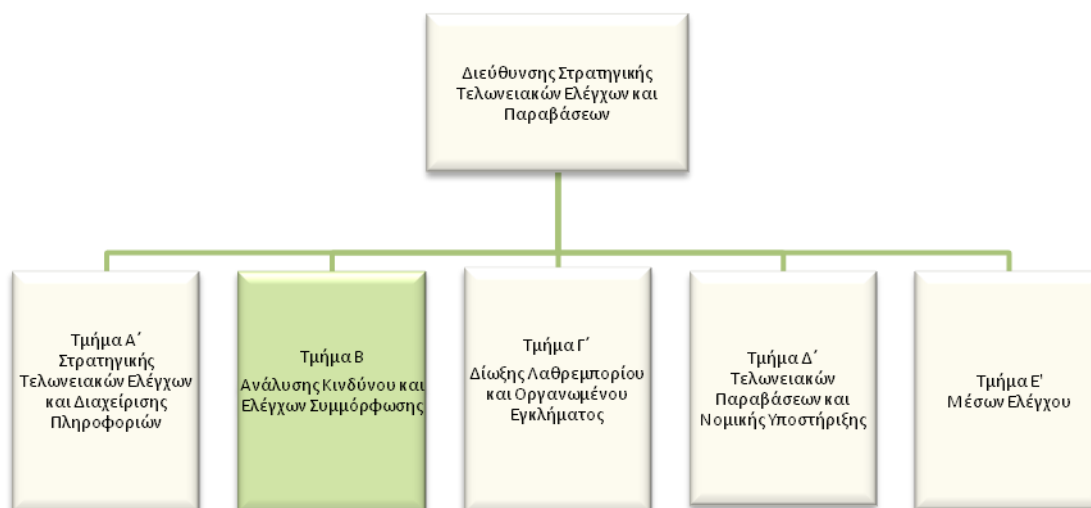 Διεύθυνσης Στρατηγικής
Τελωνειακών Ελέγχων και
Παραβάσεων
Τμήμα Α΄
Στρατηγικής
Τελωνειακών Ελέγχων
και Διαχείρισης
Πληροφοριών
Τμήμα Β
Ανάλυσης Κινδύνου και
Ελέγχων Συμμόρφωσης
Τμήμα Γ΄
Δίωξης Λαθρεμπορίου
και Οργανωμένου
Εγκλήματος
Τμήμα Δ΄
Τελωνειακών
Παραβάσεων και
Νομικής Υποστήριξης
Τμήμα Ε'
Μέσων Ελέγχου